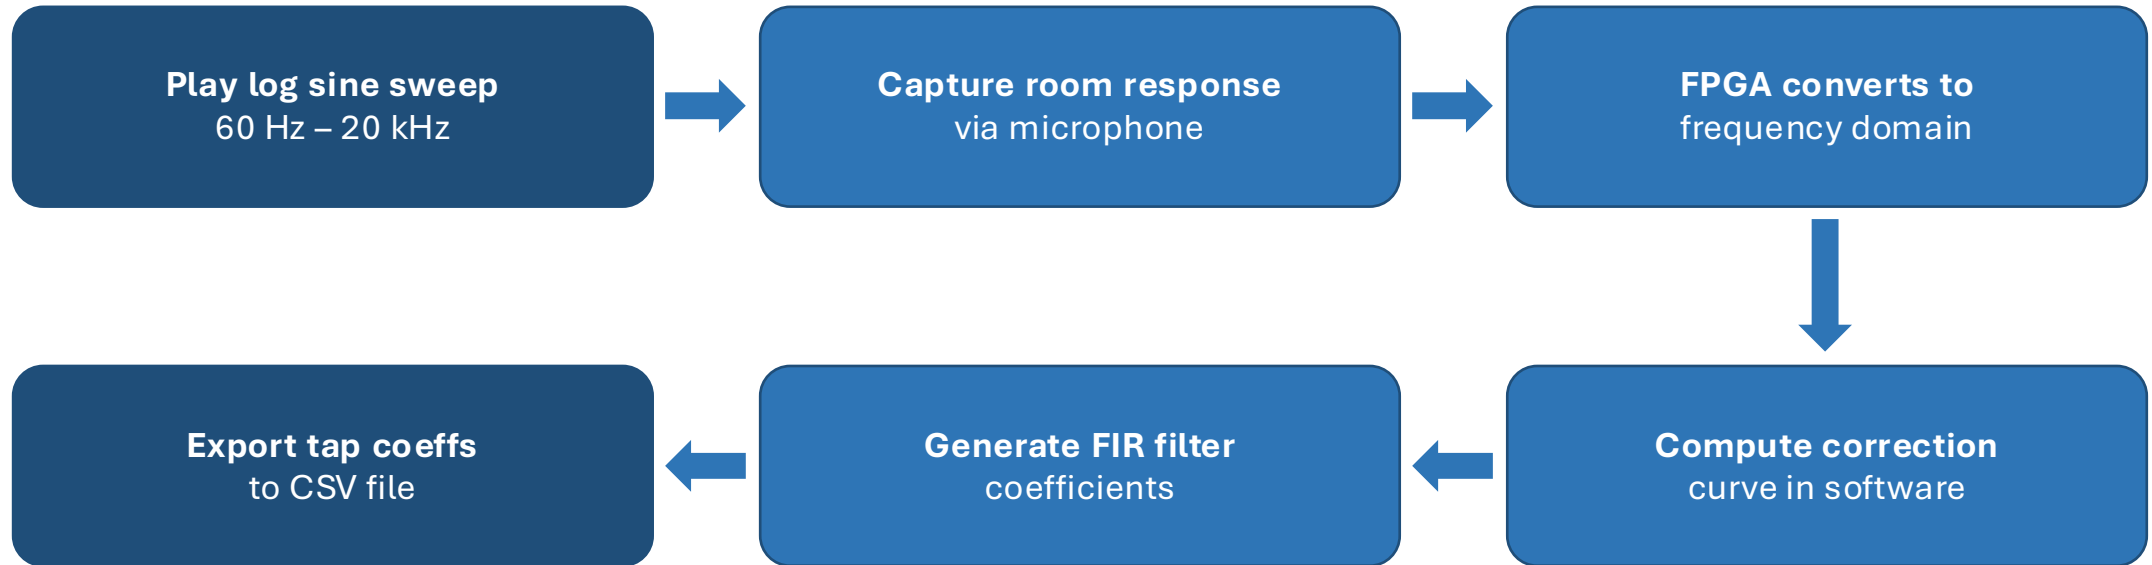 Play log sine sweep
60 Hz – 20 kHz
Capture room response
via microphone
FPGA converts to
frequency domain
Compute correction
curve in software
Generate FIR filter
coefficients
Export tap coeffs
to CSV file